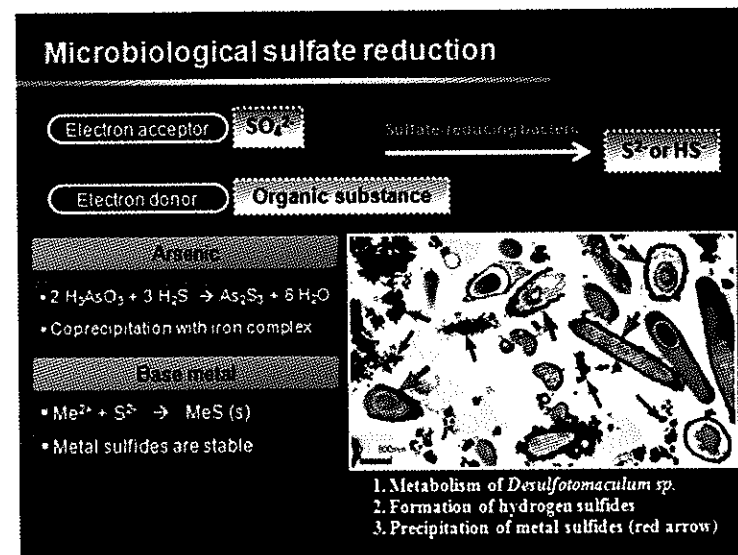 Microbiological sulfate reduction
Electron acceptor SO₄²⁻ Sulfate-reducing bacteria S²⁻ or HS
Electron donor Organic substance
Arsenic
• 2 H₃AsO₃ + 3 H₂S → As₂S₃ + 6 H₂O
• Coprecipitation with iron complex
Base metal
• Me²⁺ + S²⁻ → MeS (s)
• Metal sulfides are stable
500nm
1. Metabolism of Desulfotomaculum sp.
2. Formation of hydrogen sulfides
3. Precipitation of metal sulfides (red arrow)